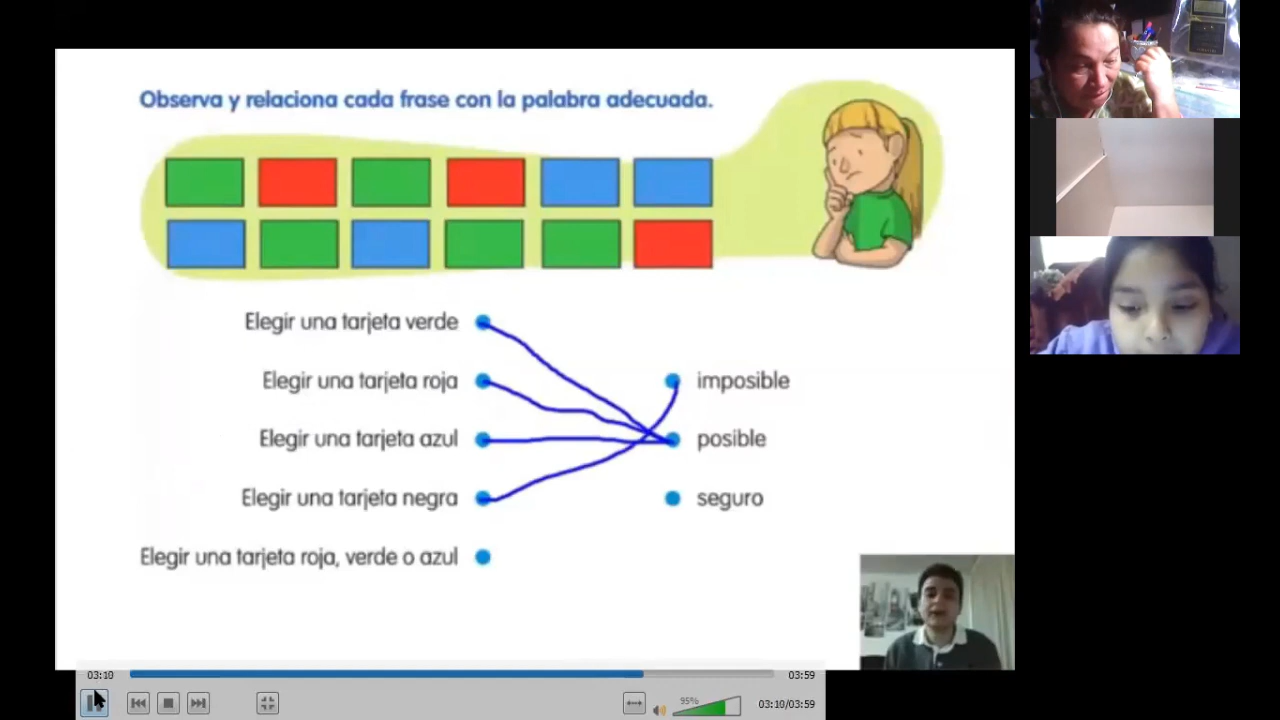 Observa y relaciona cada frase con la palabra adecuada.
Elegir una tarjeta verde
Elegir una tarjeta roja
imposible
Elegir una tarjeta azul
posible
Elegir una tarjeta negra
seguro
Elegir una tarjeta roja, verde o azul
03:10
03:59
95%
03:10/03:59